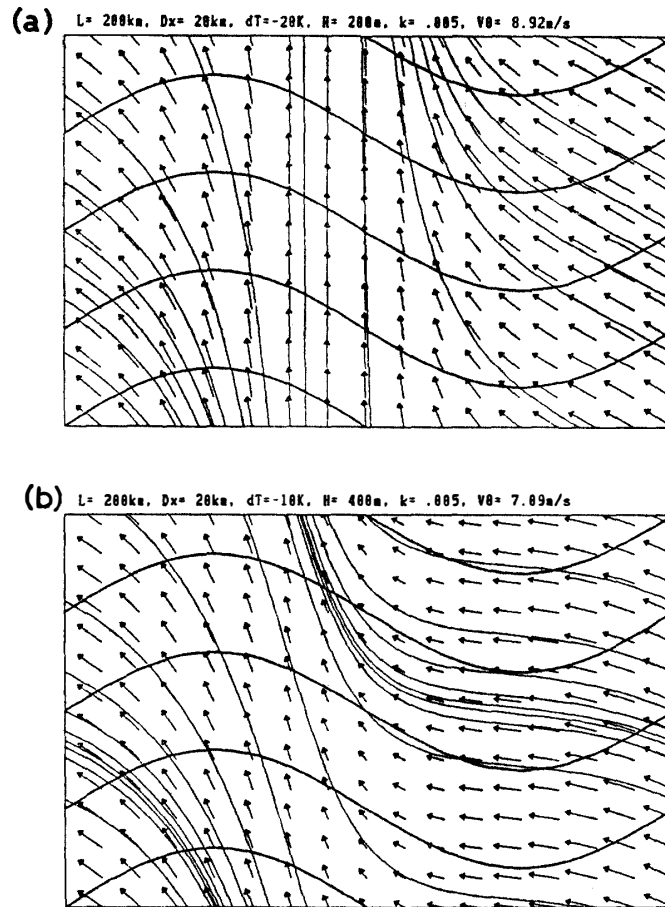 (a) L= 200km, Dx= 20km, dT=-20K, H= 200m, k= .005, V0= 8.92m/s
(b) L= 200km, Dx= 20km, dT=-10K, H= 400m, k= .005, V0= 7.09m/s